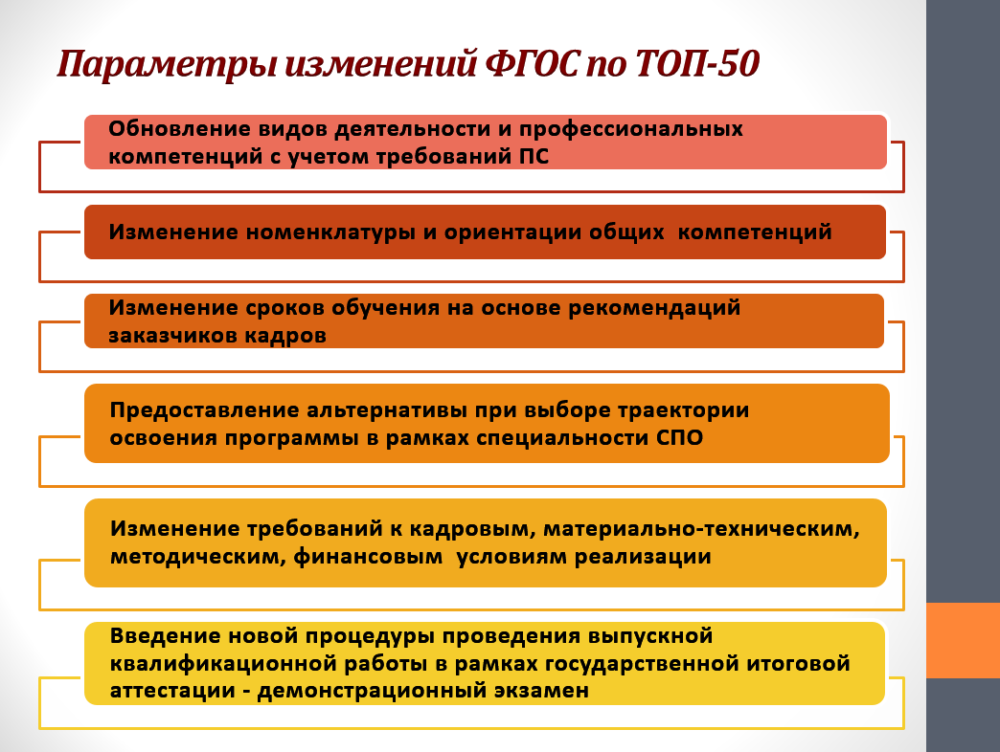 Параметры изменений ФГОС по ТОП-50
Обновление видов деятельности и профессиональных
компетенций с учетом требований ПС
Изменение номенклатуры и ориентации общих  компетенций
Изменение сроков обучения на основе рекомендаций
заказчиков кадров
Предоставление альтернативы при выборе траектории
освоения программы в рамках специальности СПО
Изменение требований к кадровым, материально-техническим,
методическим, финансовым  условиям реализации
Введение новой процедуры проведения выпускной
квалификационной работы в рамках государственной итоговой
аттестации - демонстрационный экзамен